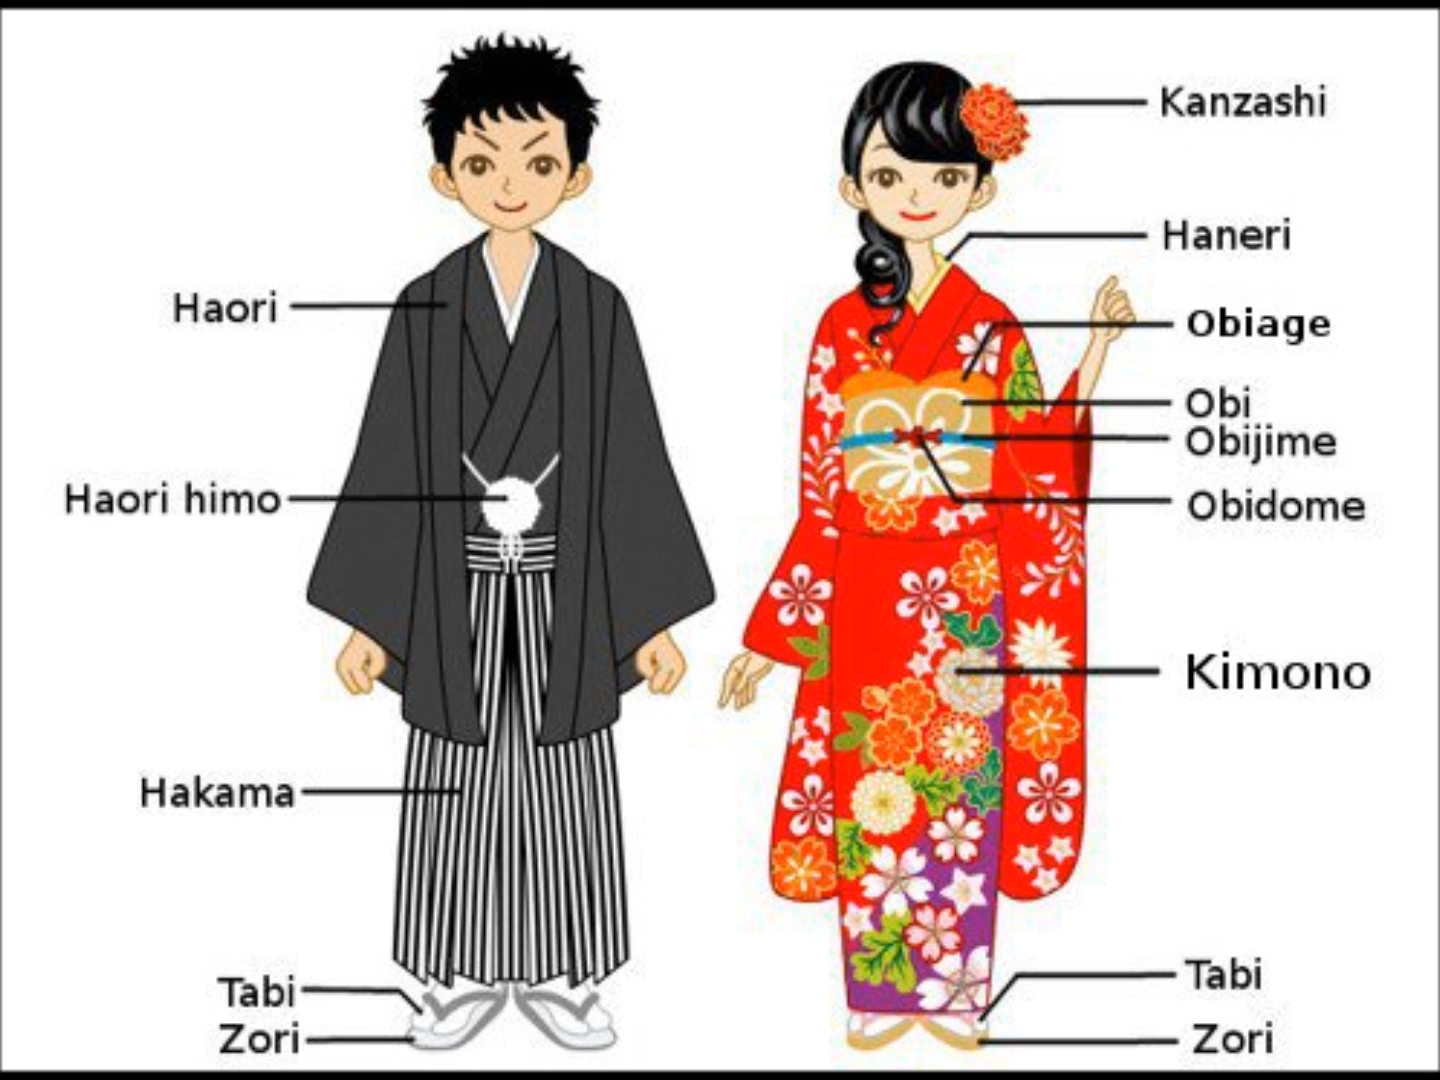 Kanzashi
Haneri
Haori
Obiage
Obi
Obijime
Haori himo
Obidome
Kimono
Hakama
Tabi
Tabi
Zori
Zori